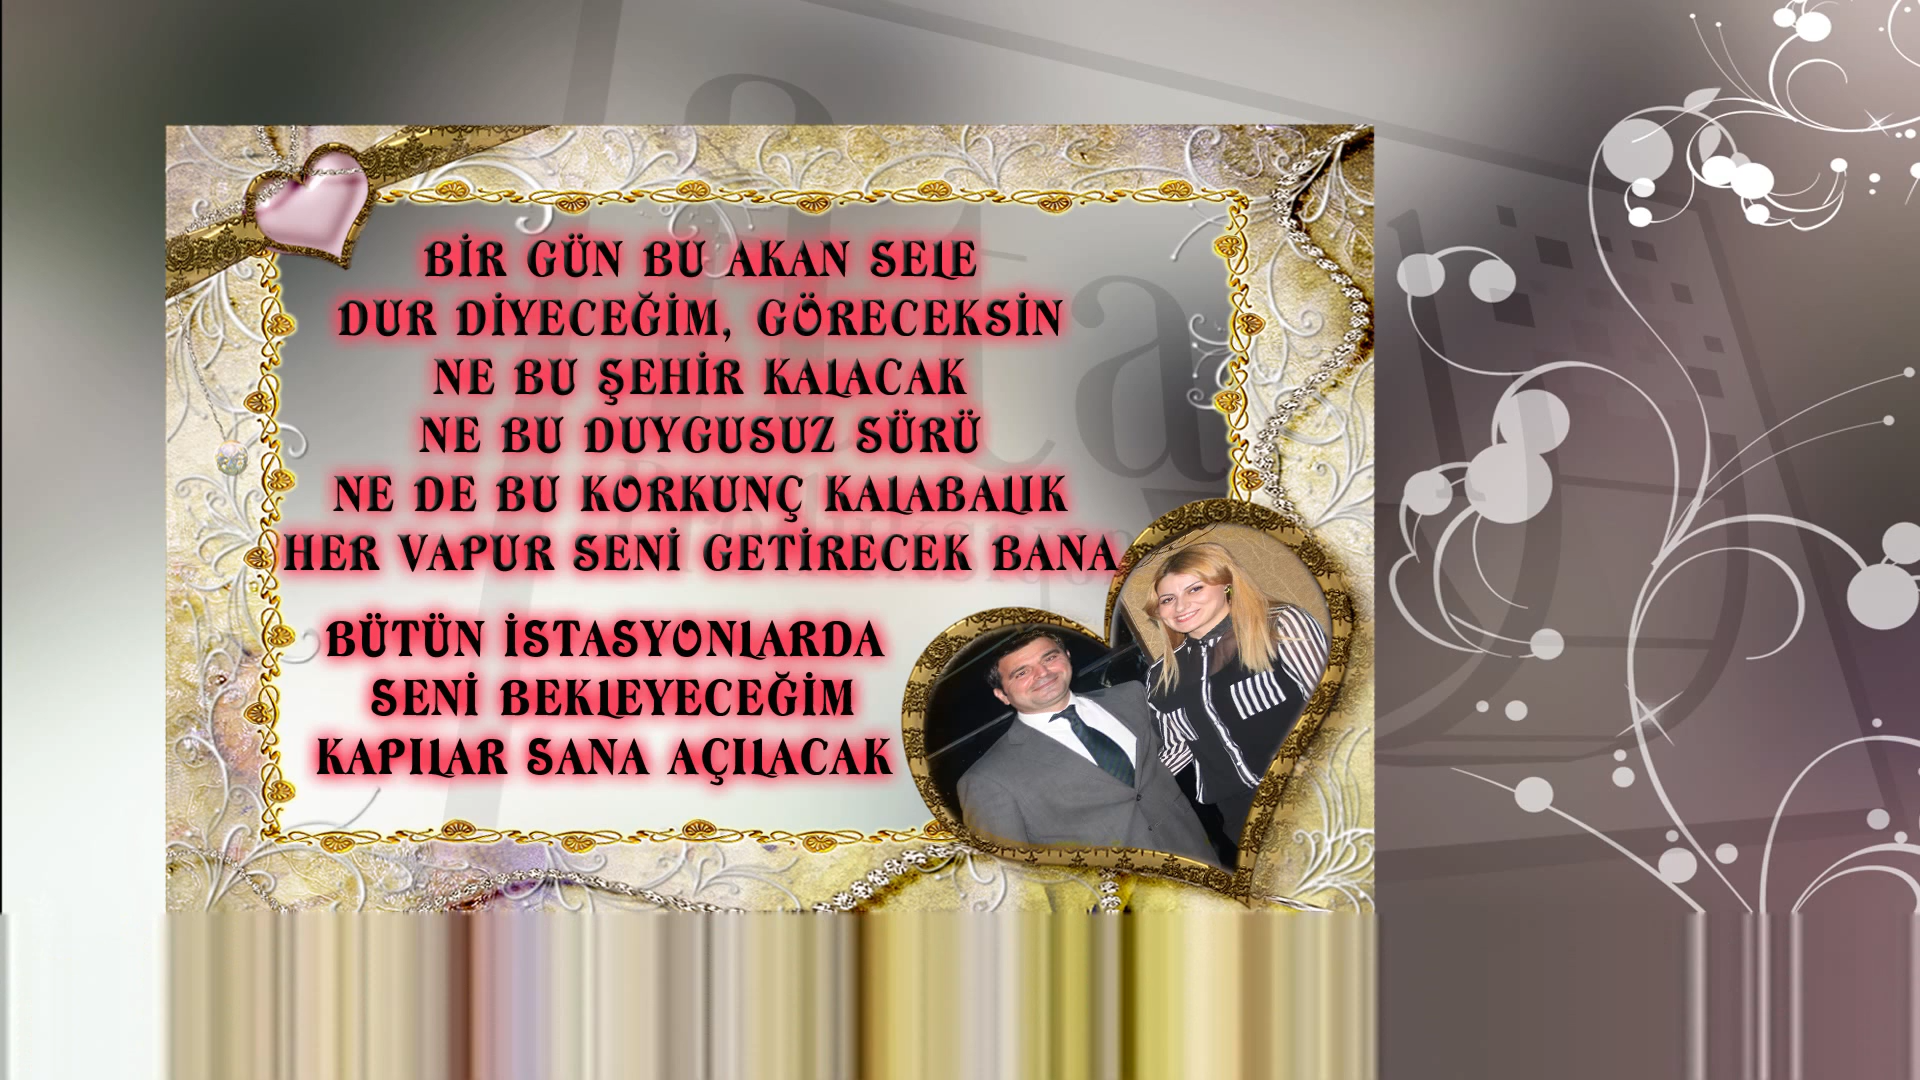 BİR GÜN BU AKAN SELE
DUR DİYECEĞİM, GÖRECEKSİN
NE BU ŞEHİR KALACAK
NE BU DUYGUSUZ SÜRÜ
NE DE BU KORKUNÇ KALABALIK
HER VAPUR SENİ GETİRECEK BANA
BÜTÜN İSTASYONLARDA
SENİ BEKLEYECEĞİM
KAPILAR SANA AÇILACAK